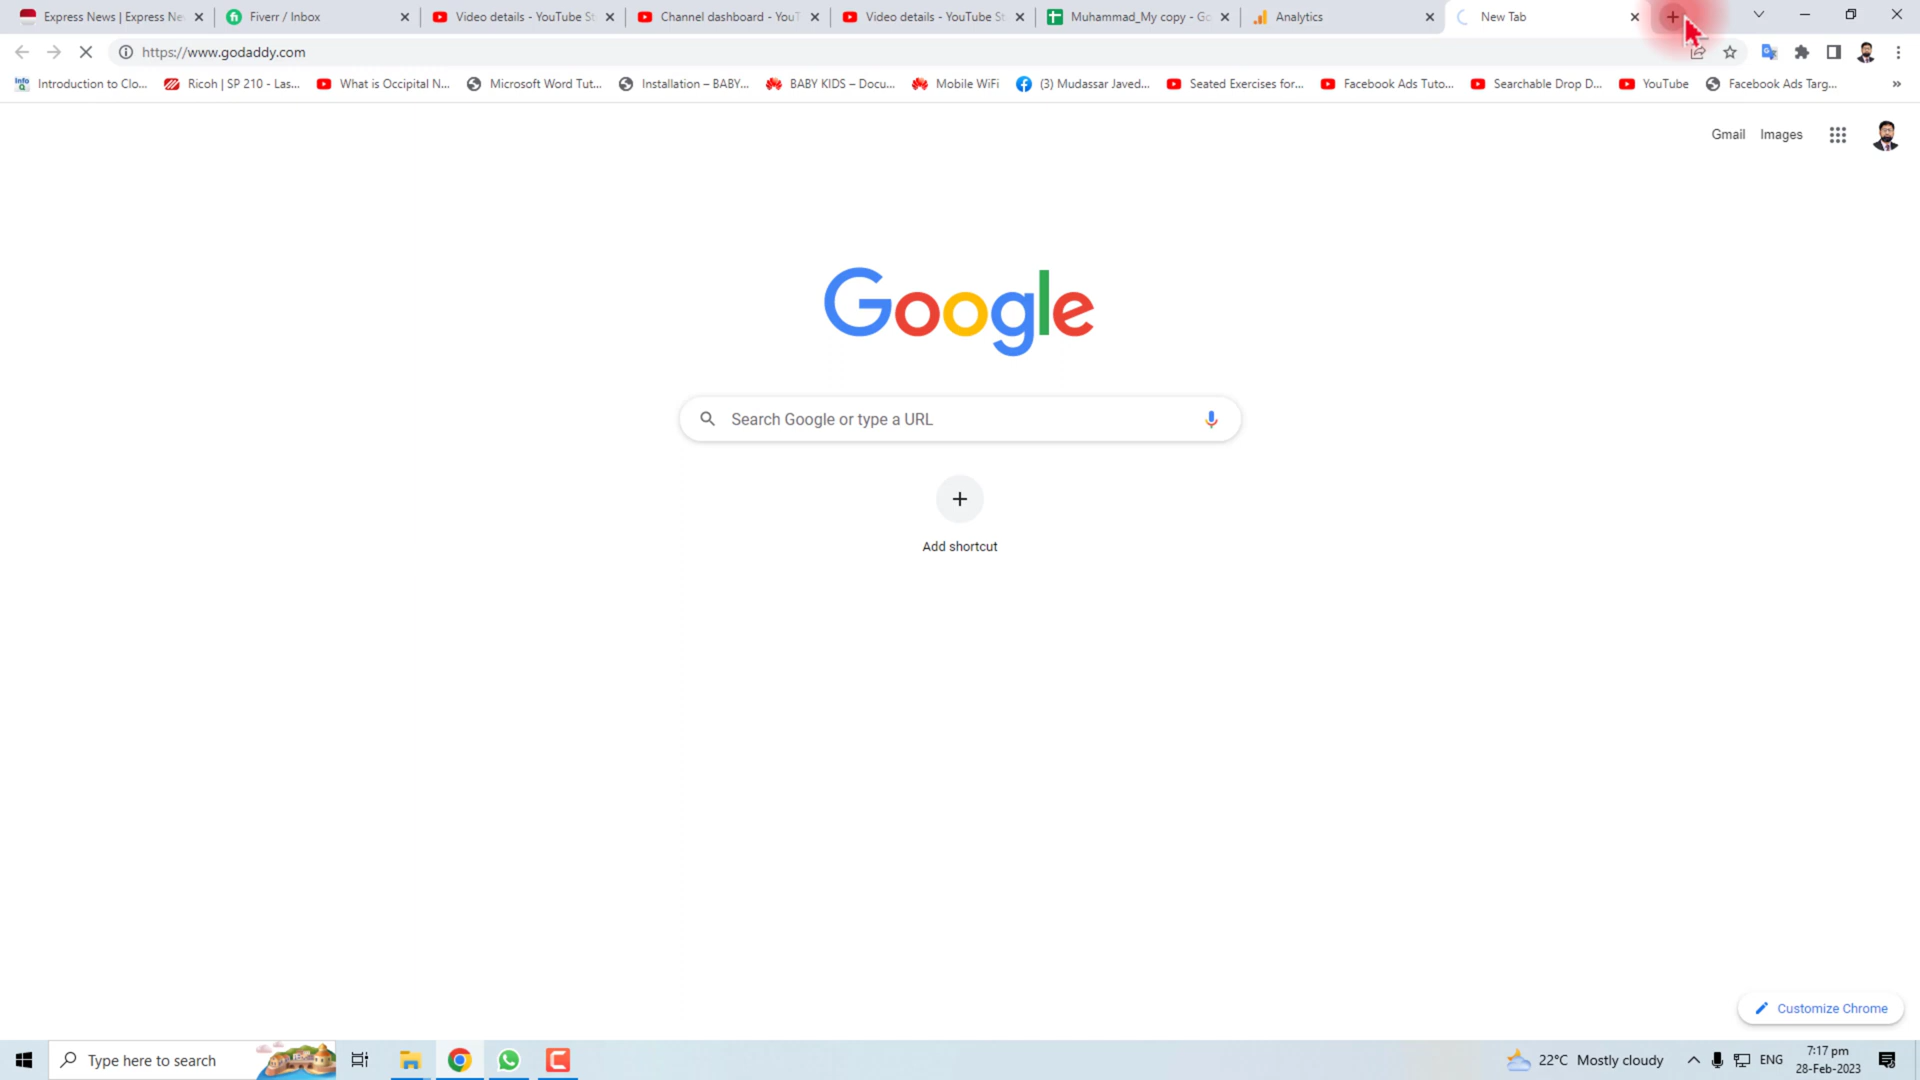 Express News | Express Ne
Fiverr / Inbox
Video details - YouTube St
Channel dashboard - YouT
Video details - YouTube St
Muhammad_My copy - Go
Analytics
New Tab
https://www.godaddy.com
Info Q
Introduction to Clo...
Ricoh | SP 210 - Las...
What is Occipital N...
Microsoft Word Tut...
Installation – BABY...
BABY KIDS – Docu...
Mobile WiFi
(3) Mudassar Javed...
Seated Exercises for...
Facebook Ads Tuto...
Searchable Drop D...
YouTube
Facebook Ads Targ...
»
Gmail
Images
Google
Search Google or type a URL
Add shortcut
Customize Chrome
Type here to search
22°C Mostly cloudy
ENG
7:17 pm
28-Feb-2023